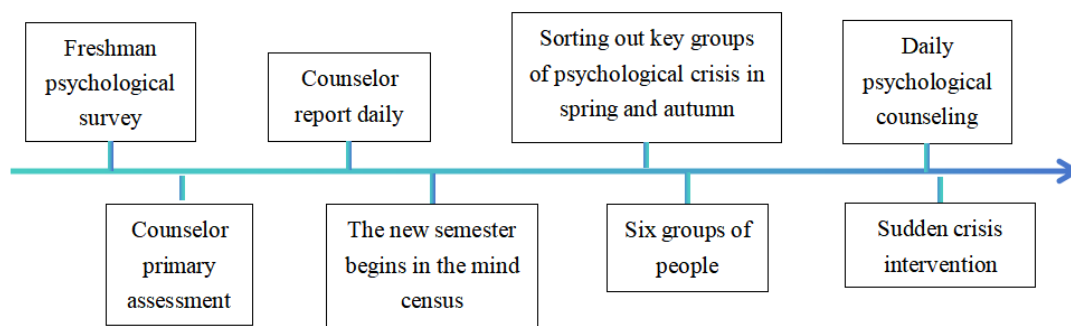 Freshman
psychological
survey
Counselor
report daily
Sorting out key groups
of psychological crisis in
spring and autumn
Daily
psychological
counseling
Counselor
primary
assessment
The new semester
begins in the mind
census
Six groups of
people
Sudden crisis
intervention